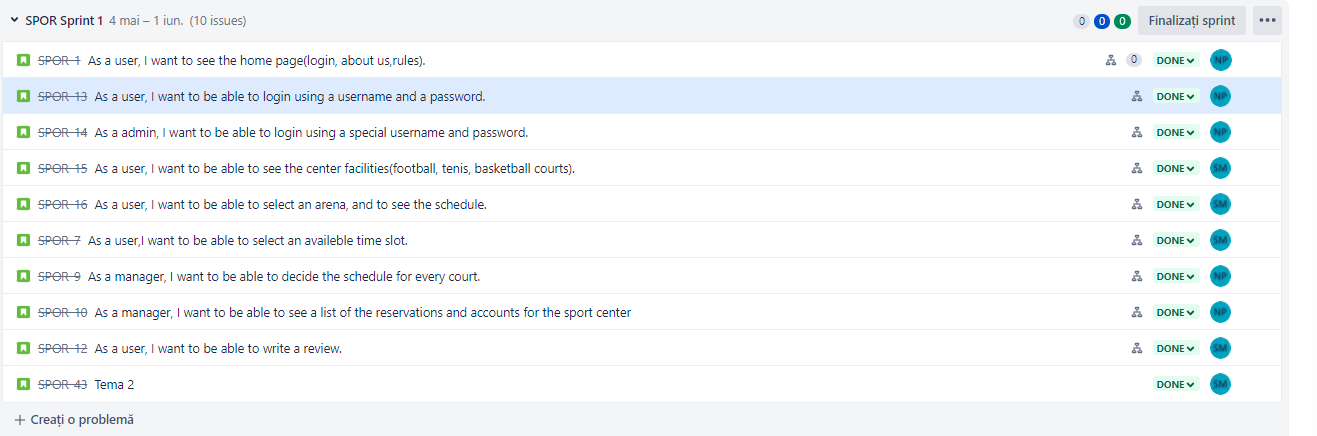 SPOR Sprint 1 4 mai – 1 iun. (10 issues) 0 0 0 Finalizați sprint
SPOR-1 As a user, I want to see the home page(login, about us,rules). 0 DONE NP
SPOR-13 As a user, I want to be able to login using a username and a password. DONE NP
SPOR-14 As a admin, I want to be able to login using a special username and password. DONE NP
SPOR-15 As a user, I want to be able to see the center facilities(football, tenis, basketball courts). DONE SM
SPOR-16 As a user, I want to be able to select an arena, and to see the schedule. DONE SM
SPOR-7 As a user,I want to be able to select an availeble time slot. DONE SM
SPOR-9 As a manager, I want to be able to decide the schedule for every court. DONE NP
SPOR-10 As a manager, I want to be able to see a list of the reservations and accounts for the sport center DONE NP
SPOR-12 As a user, I want to be able to write a review. DONE SM
SPOR-43 Tema 2 DONE SM
+ Creați o problemă